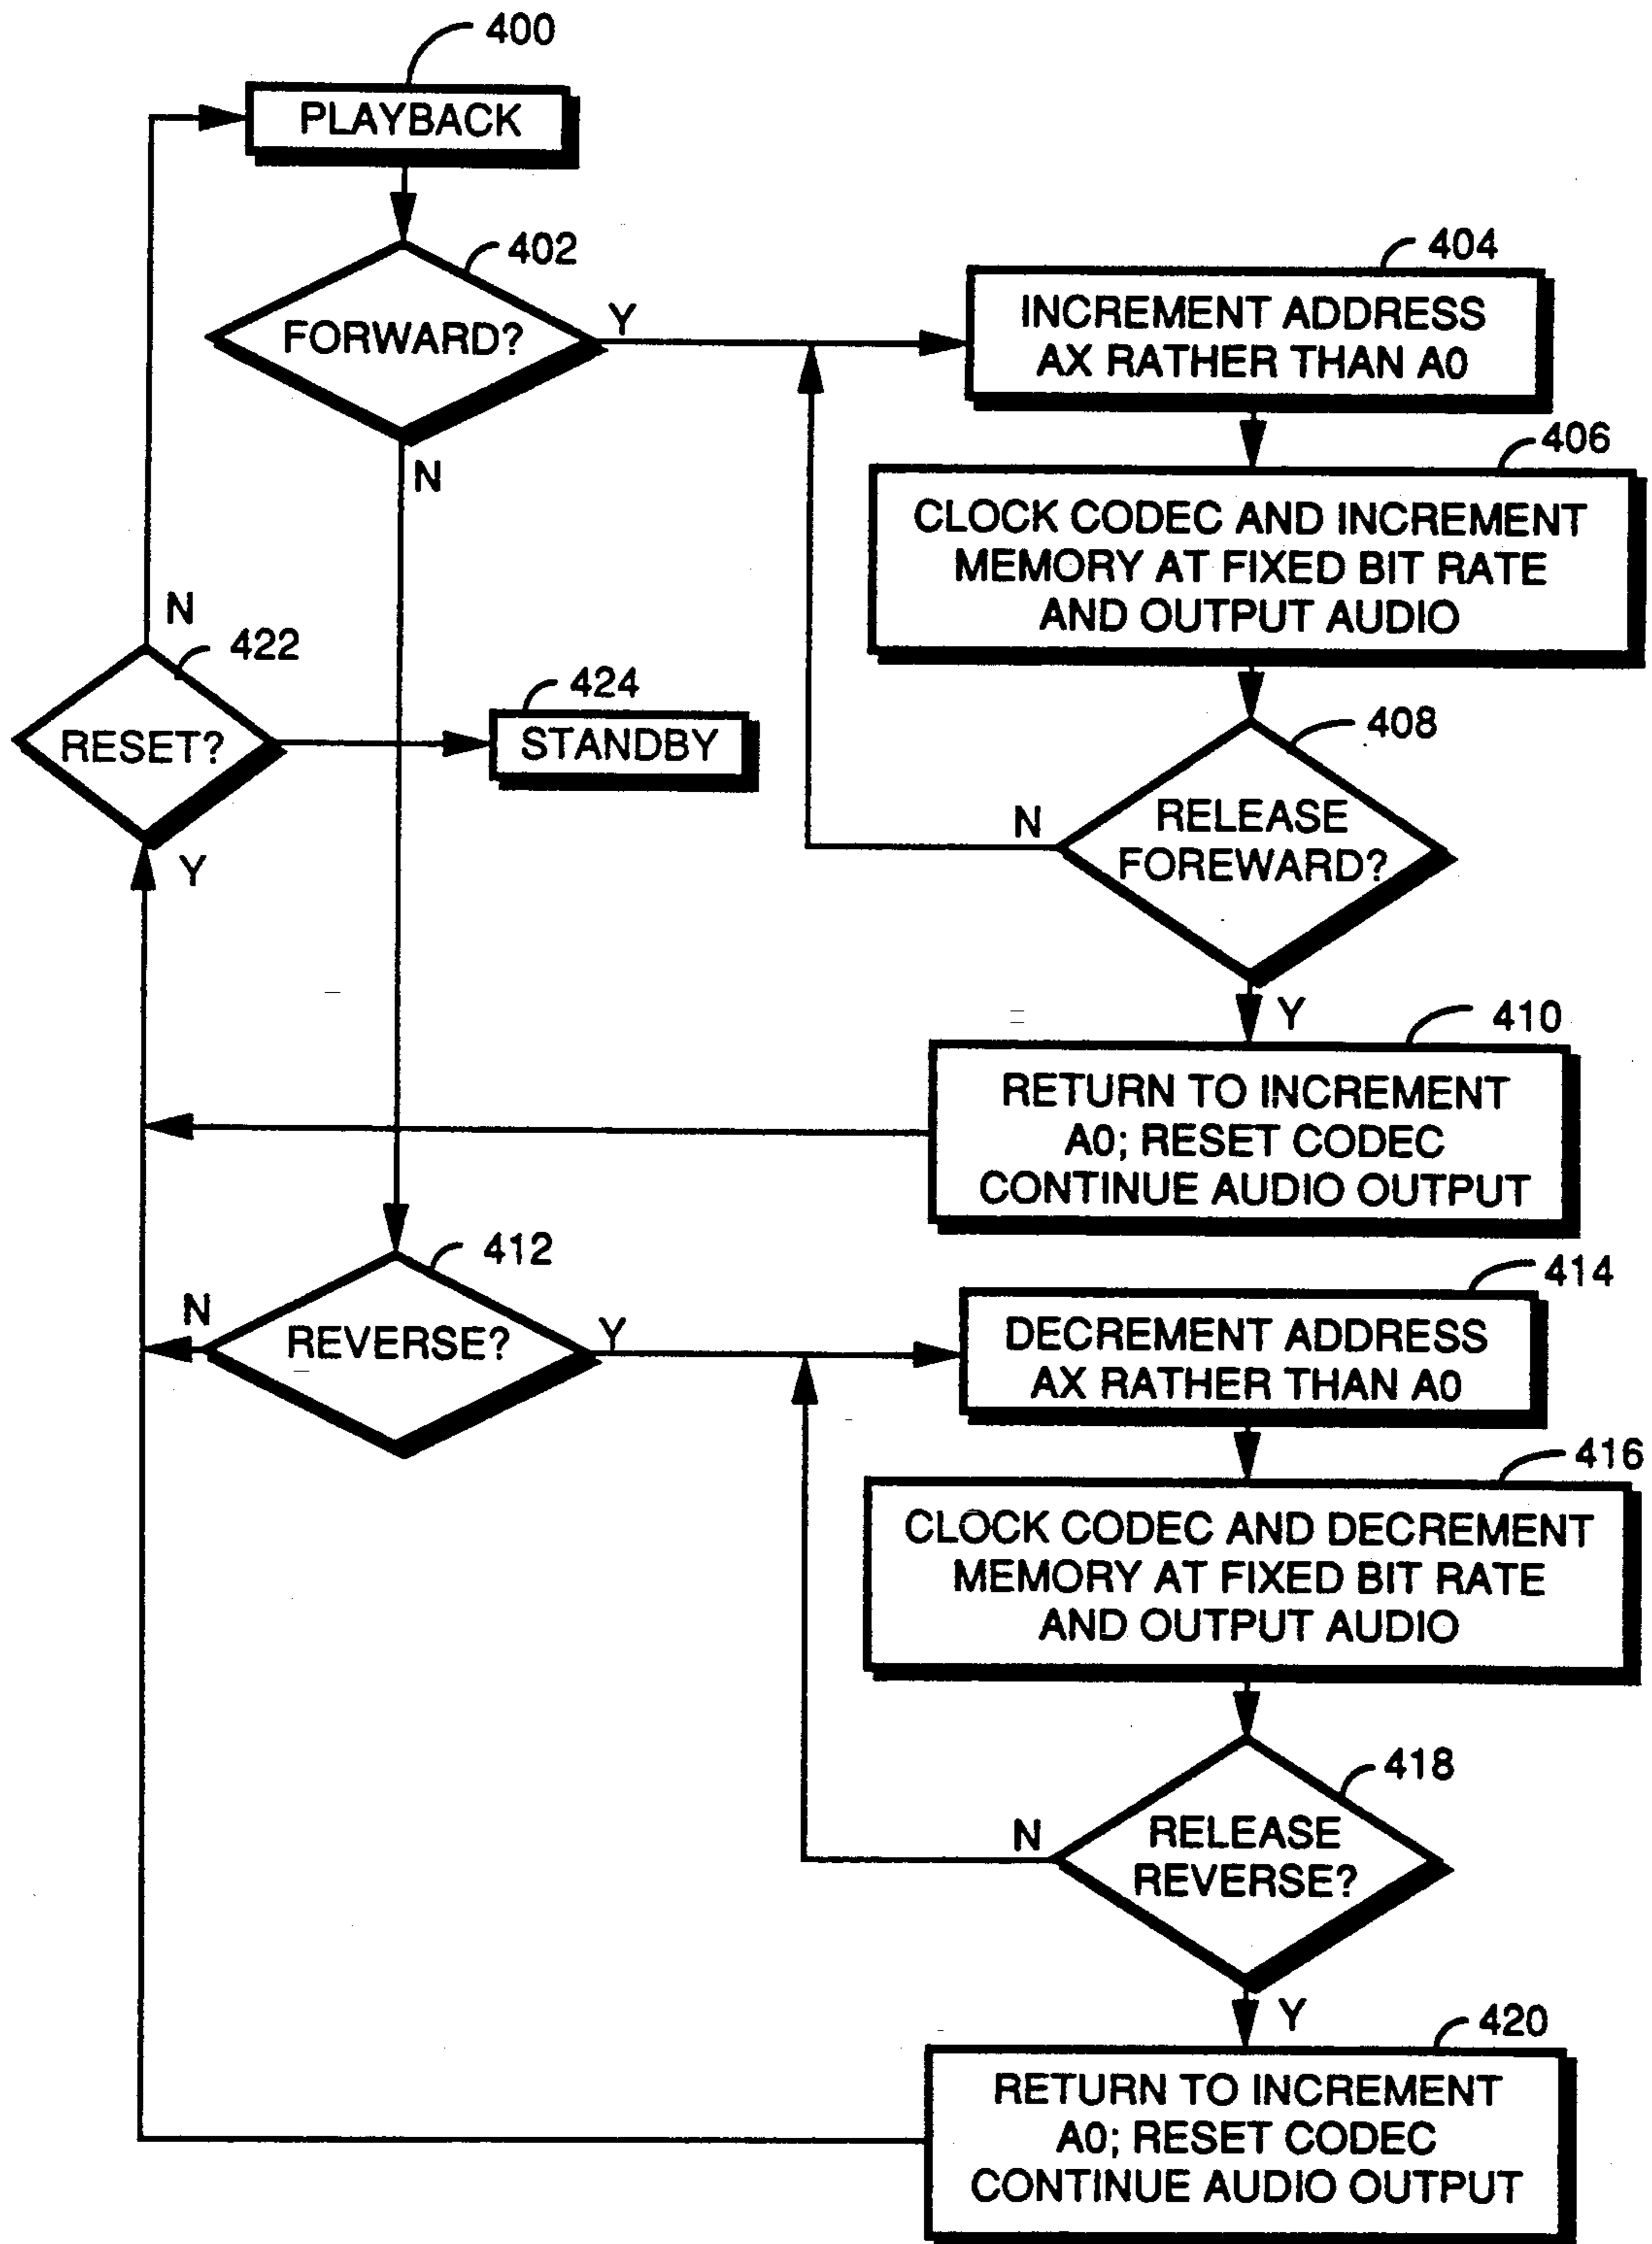 400
PLAYBACK
402
FORWARD?
Y
N
404
INCREMENT ADDRESS
AX RATHER THAN A0
406
CLOCK CODEC AND INCREMENT
MEMORY AT FIXED BIT RATE
AND OUTPUT AUDIO
N
422
RESET?
Y
424
STANDBY
408
RELEASE
FOREWARD?
N
Y
410
RETURN TO INCREMENT
A0; RESET CODEC
CONTINUE AUDIO OUTPUT
412
REVERSE?
N
Y
414
DECREMENT ADDRESS
AX RATHER THAN A0
416
CLOCK CODEC AND DECREMENT
MEMORY AT FIXED BIT RATE
AND OUTPUT AUDIO
418
RELEASE
REVERSE?
N
Y
420
RETURN TO INCREMENT
A0; RESET CODEC
CONTINUE AUDIO OUTPUT